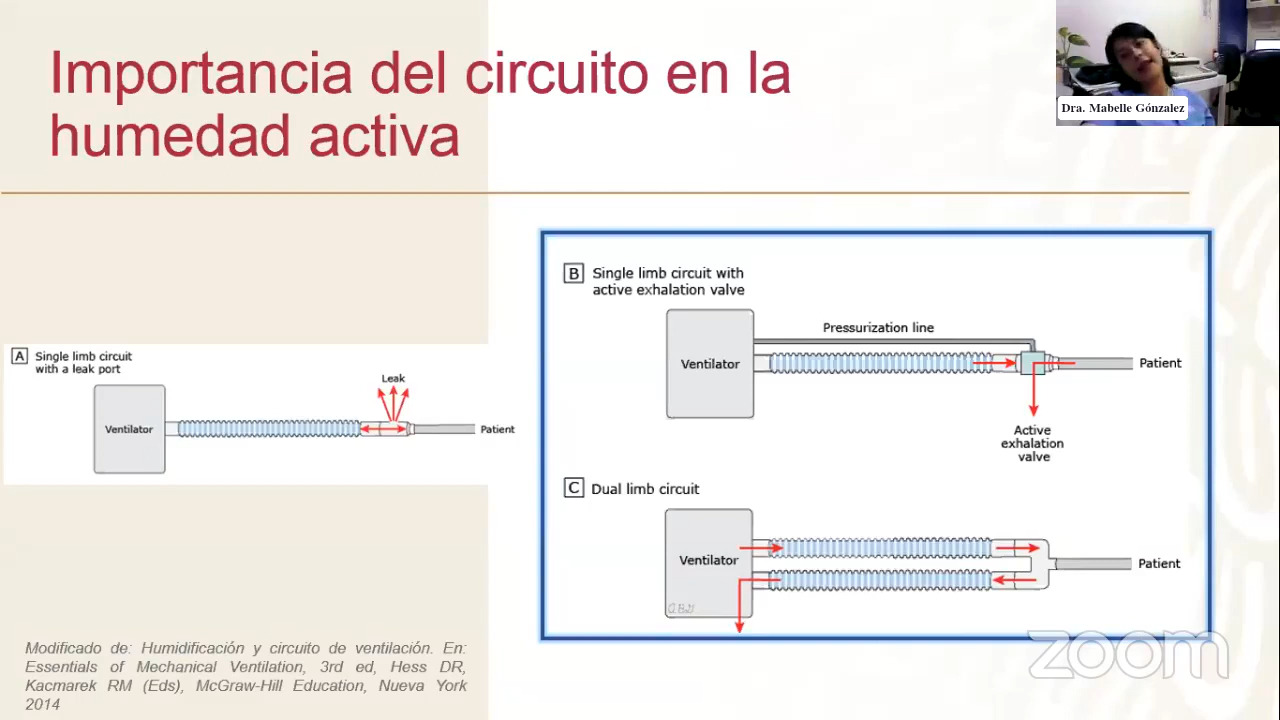 Importancia del circuito en la
humedad activa
Dra. Mabelle Gónzalez
A
Single limb circuit
with a leak port
Leak
Ventilator
Patient
B
Single limb circuit with
active exhalation valve
Pressurization line
Ventilator
Patient
Active
exhalation
valve
C
Dual limb circuit
Ventilator
Patient
Modificado de: Humidificación y circuito de ventilación. En:
Essentials of Mechanical Ventilation, 3rd ed, Hess DR,
Kacmarek RM (Eds), McGraw-Hill Education, Nueva York
2014
zoom